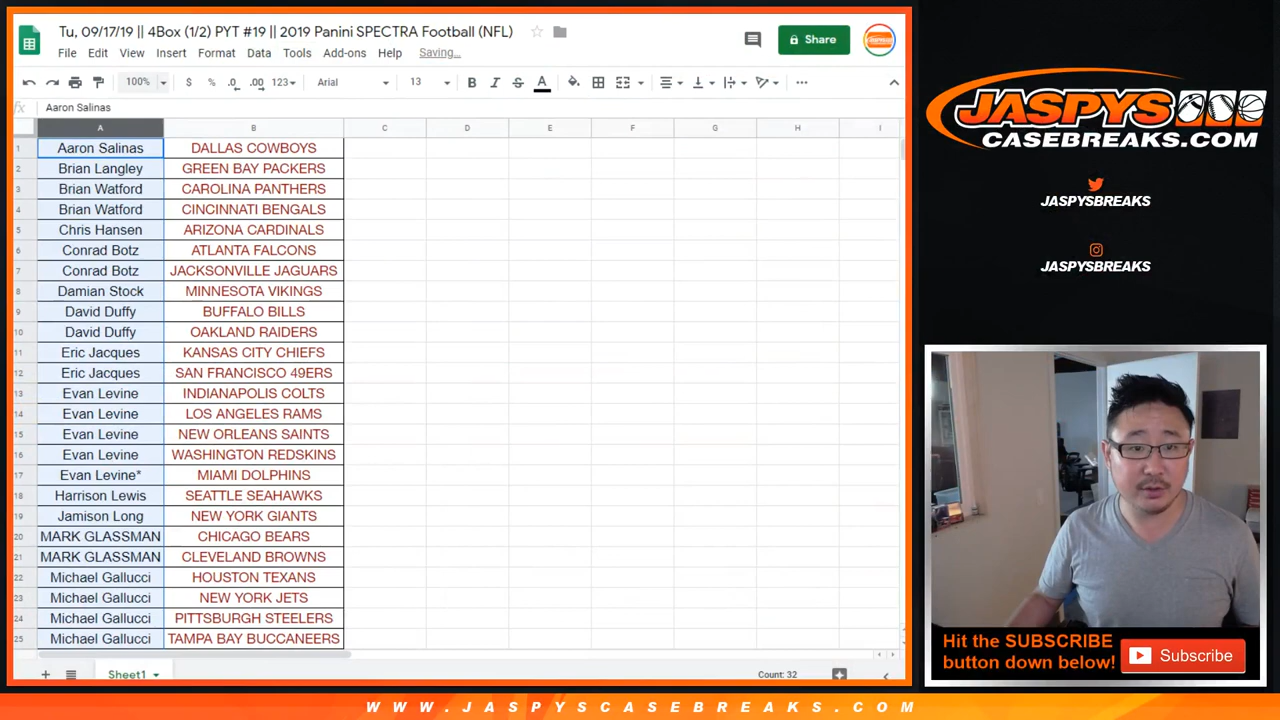 Tu, 09/17/19 || 4Box (1/2) PYT #19 || 2019 Panini SPECTRA Football (NFL)
File Edit View Insert Format Data Tools Add-ons Help Saving…
Share
100% $ % .0 .00 123 Arial 13 B I S A
fx Aaron Salinas
A B C D E F G H I
1 Aaron Salinas DALLAS COWBOYS
2 Brian Langley GREEN BAY PACKERS
3 Brian Watford CAROLINA PANTHERS
4 Brian Watford CINCINNATI BENGALS
5 Chris Hansen ARIZONA CARDINALS
6 Conrad Botz ATLANTA FALCONS
7 Conrad Botz JACKSONVILLE JAGUARS
8 Damian Stock MINNESOTA VIKINGS
9 David Duffy BUFFALO BILLS
10 David Duffy OAKLAND RAIDERS
11 Eric Jacques KANSAS CITY CHIEFS
12 Eric Jacques SAN FRANCISCO 49ERS
13 Evan Levine INDIANAPOLIS COLTS
14 Evan Levine LOS ANGELES RAMS
15 Evan Levine NEW ORLEANS SAINTS
16 Evan Levine WASHINGTON REDSKINS
17 Evan Levine* MIAMI DOLPHINS
18 Harrison Lewis SEATTLE SEAHAWKS
19 Jamison Long NEW YORK GIANTS
20 MARK GLASSMAN CHICAGO BEARS
21 MARK GLASSMAN CLEVELAND BROWNS
22 Michael Gallucci HOUSTON TEXANS
23 Michael Gallucci NEW YORK JETS
24 Michael Gallucci PITTSBURGH STEELERS
25 Michael Gallucci TAMPA BAY BUCCANEERS
Sheet1
Count: 32
JASPYS
CASEBREAKS.COM
JASPYSBREAKS
JASPYSBREAKS
Hit the SUBSCRIBE
button down below!
Subscribe
WWW.JASPYSCASEBREAKS.COM